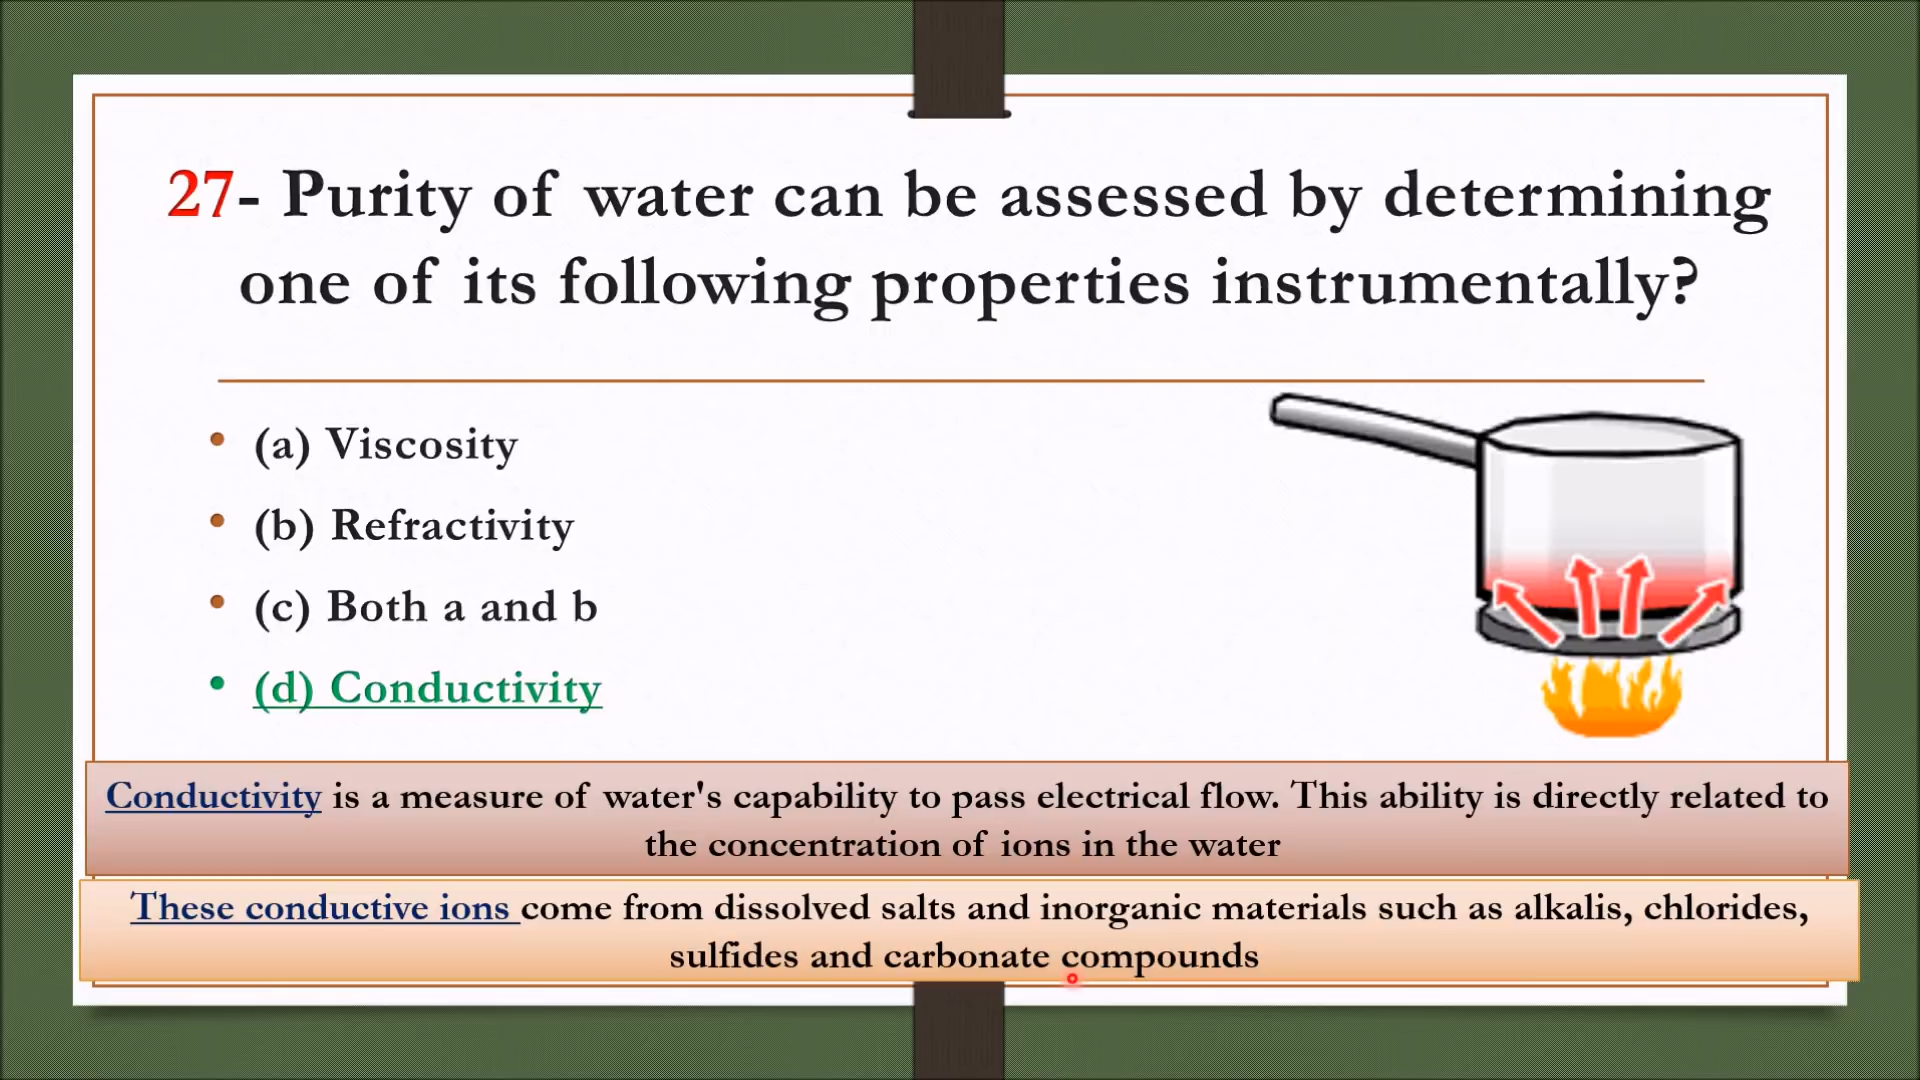 27- Purity of water can be assessed by determining
one of its following properties instrumentally?
• (a) Viscosity
• (b) Refractivity
• (c) Both a and b
• (d) Conductivity
Conductivity is a measure of water's capability to pass electrical flow. This ability is directly related to
the concentration of ions in the water
These conductive ions come from dissolved salts and inorganic materials such as alkalis, chlorides,
sulfides and carbonate compounds